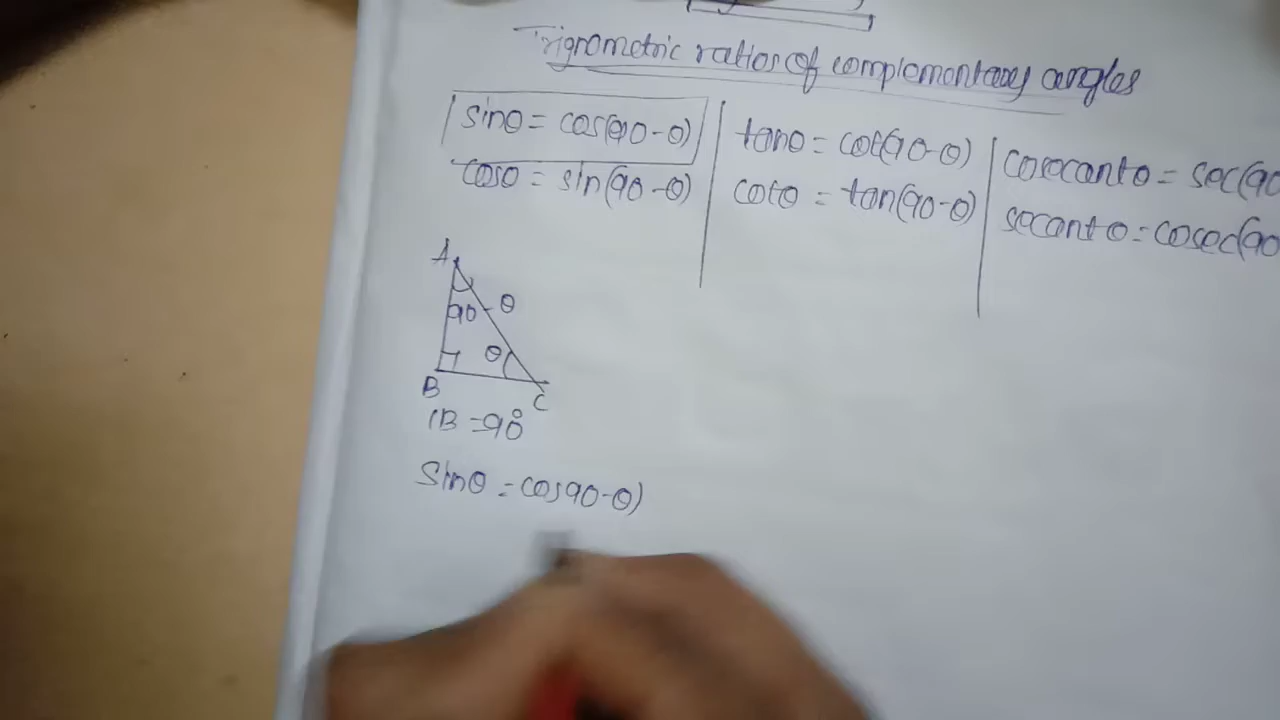 Trignometric ratios of complementary angles
sinθ = cos(90-θ)
cosθ = sin(90-θ)
tanθ = cot(90-θ)
cotθ = tan(90-θ)
cosecantθ = sec(90
secantθ = cosec(90
A
90-θ
θ
B
C
∠B = 90°
Sinθ = cos90-θ)